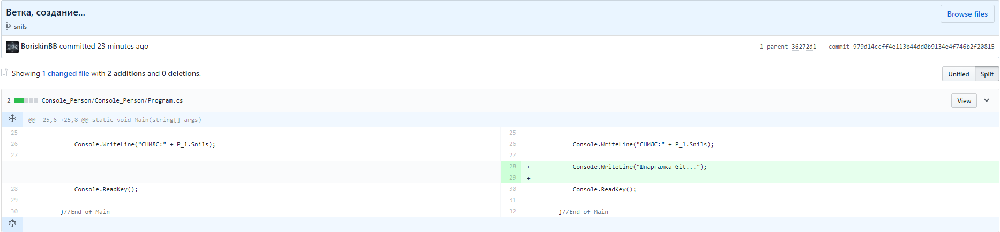 Ветка, создание...
Browse files
snils
BoriskinBB committed 23 minutes ago
1 parent 36272d1 commit 979d14ccff4e113b44dd0b9134e4f746b2f20815
Showing 1 changed file with 2 additions and 0 deletions.
Unified Split
2 Console_Person/Console_Person/Program.cs
View
@@ -25,6 +25,8 @@ static void Main(string[] args)
25 25
26 Console.WriteLine("СНИЛС:" + P_1.Snils); 26 Console.WriteLine("СНИЛС:" + P_1.Snils);
27 27
28 + Console.WriteLine("Шпаргалка Git...");
29 +
28 Console.ReadKey(); 30 Console.ReadKey();
29 31
30 }//End of Main 32 }//End of Main